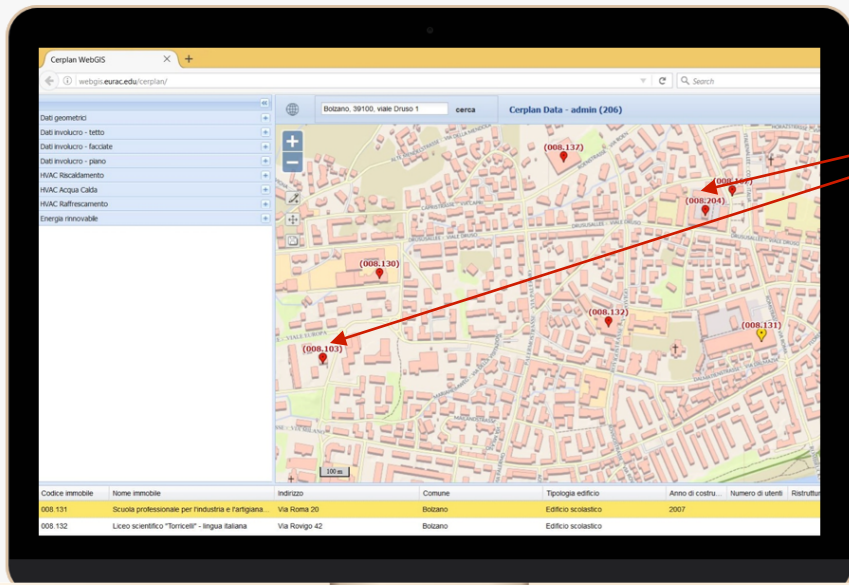 Cerplan WebGIS
webgis.eurac.edu/cerplan/
Search
Bolzano, 39100, viale Druso 1
cerca
Cerplan Data - admin (206)
Dati geometrici
Dati involucro - tetto
Dati involucro - facciate
Dati involucro - piano
HVAC Riscaldamento
HVAC Acqua Calda
HVAC Raffrescamento
Energia rinnovabile
(008.137)
(008.204)
(008.130)
(008.132)
(008.131)
(008.103)
100 m
Codice immobile Nome immobile Indirizzo Comune Tipologia edificio Anno di costru... Numero di utenti Ristruttur
008.131 Scuola professionale per l'industria e l'artigiana... Via Roma 20 Bolzano Edificio scolastico 2007
008.132 Liceo scientifico "Torricelli" - lingua italiana Via Rovigo 42 Bolzano Edificio scolastico